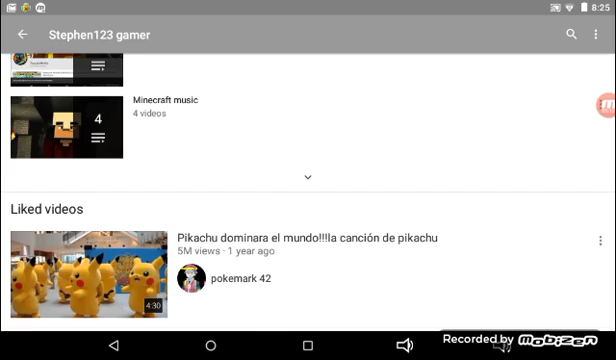 8:25
Stephen123 gamer
Minecraft music
4 videos
4
Liked videos
Pikachu dominara el mundo!!!la canción de pikachu
5M views · 1 year ago
pokemark 42
4:30
Recorded by mobizen